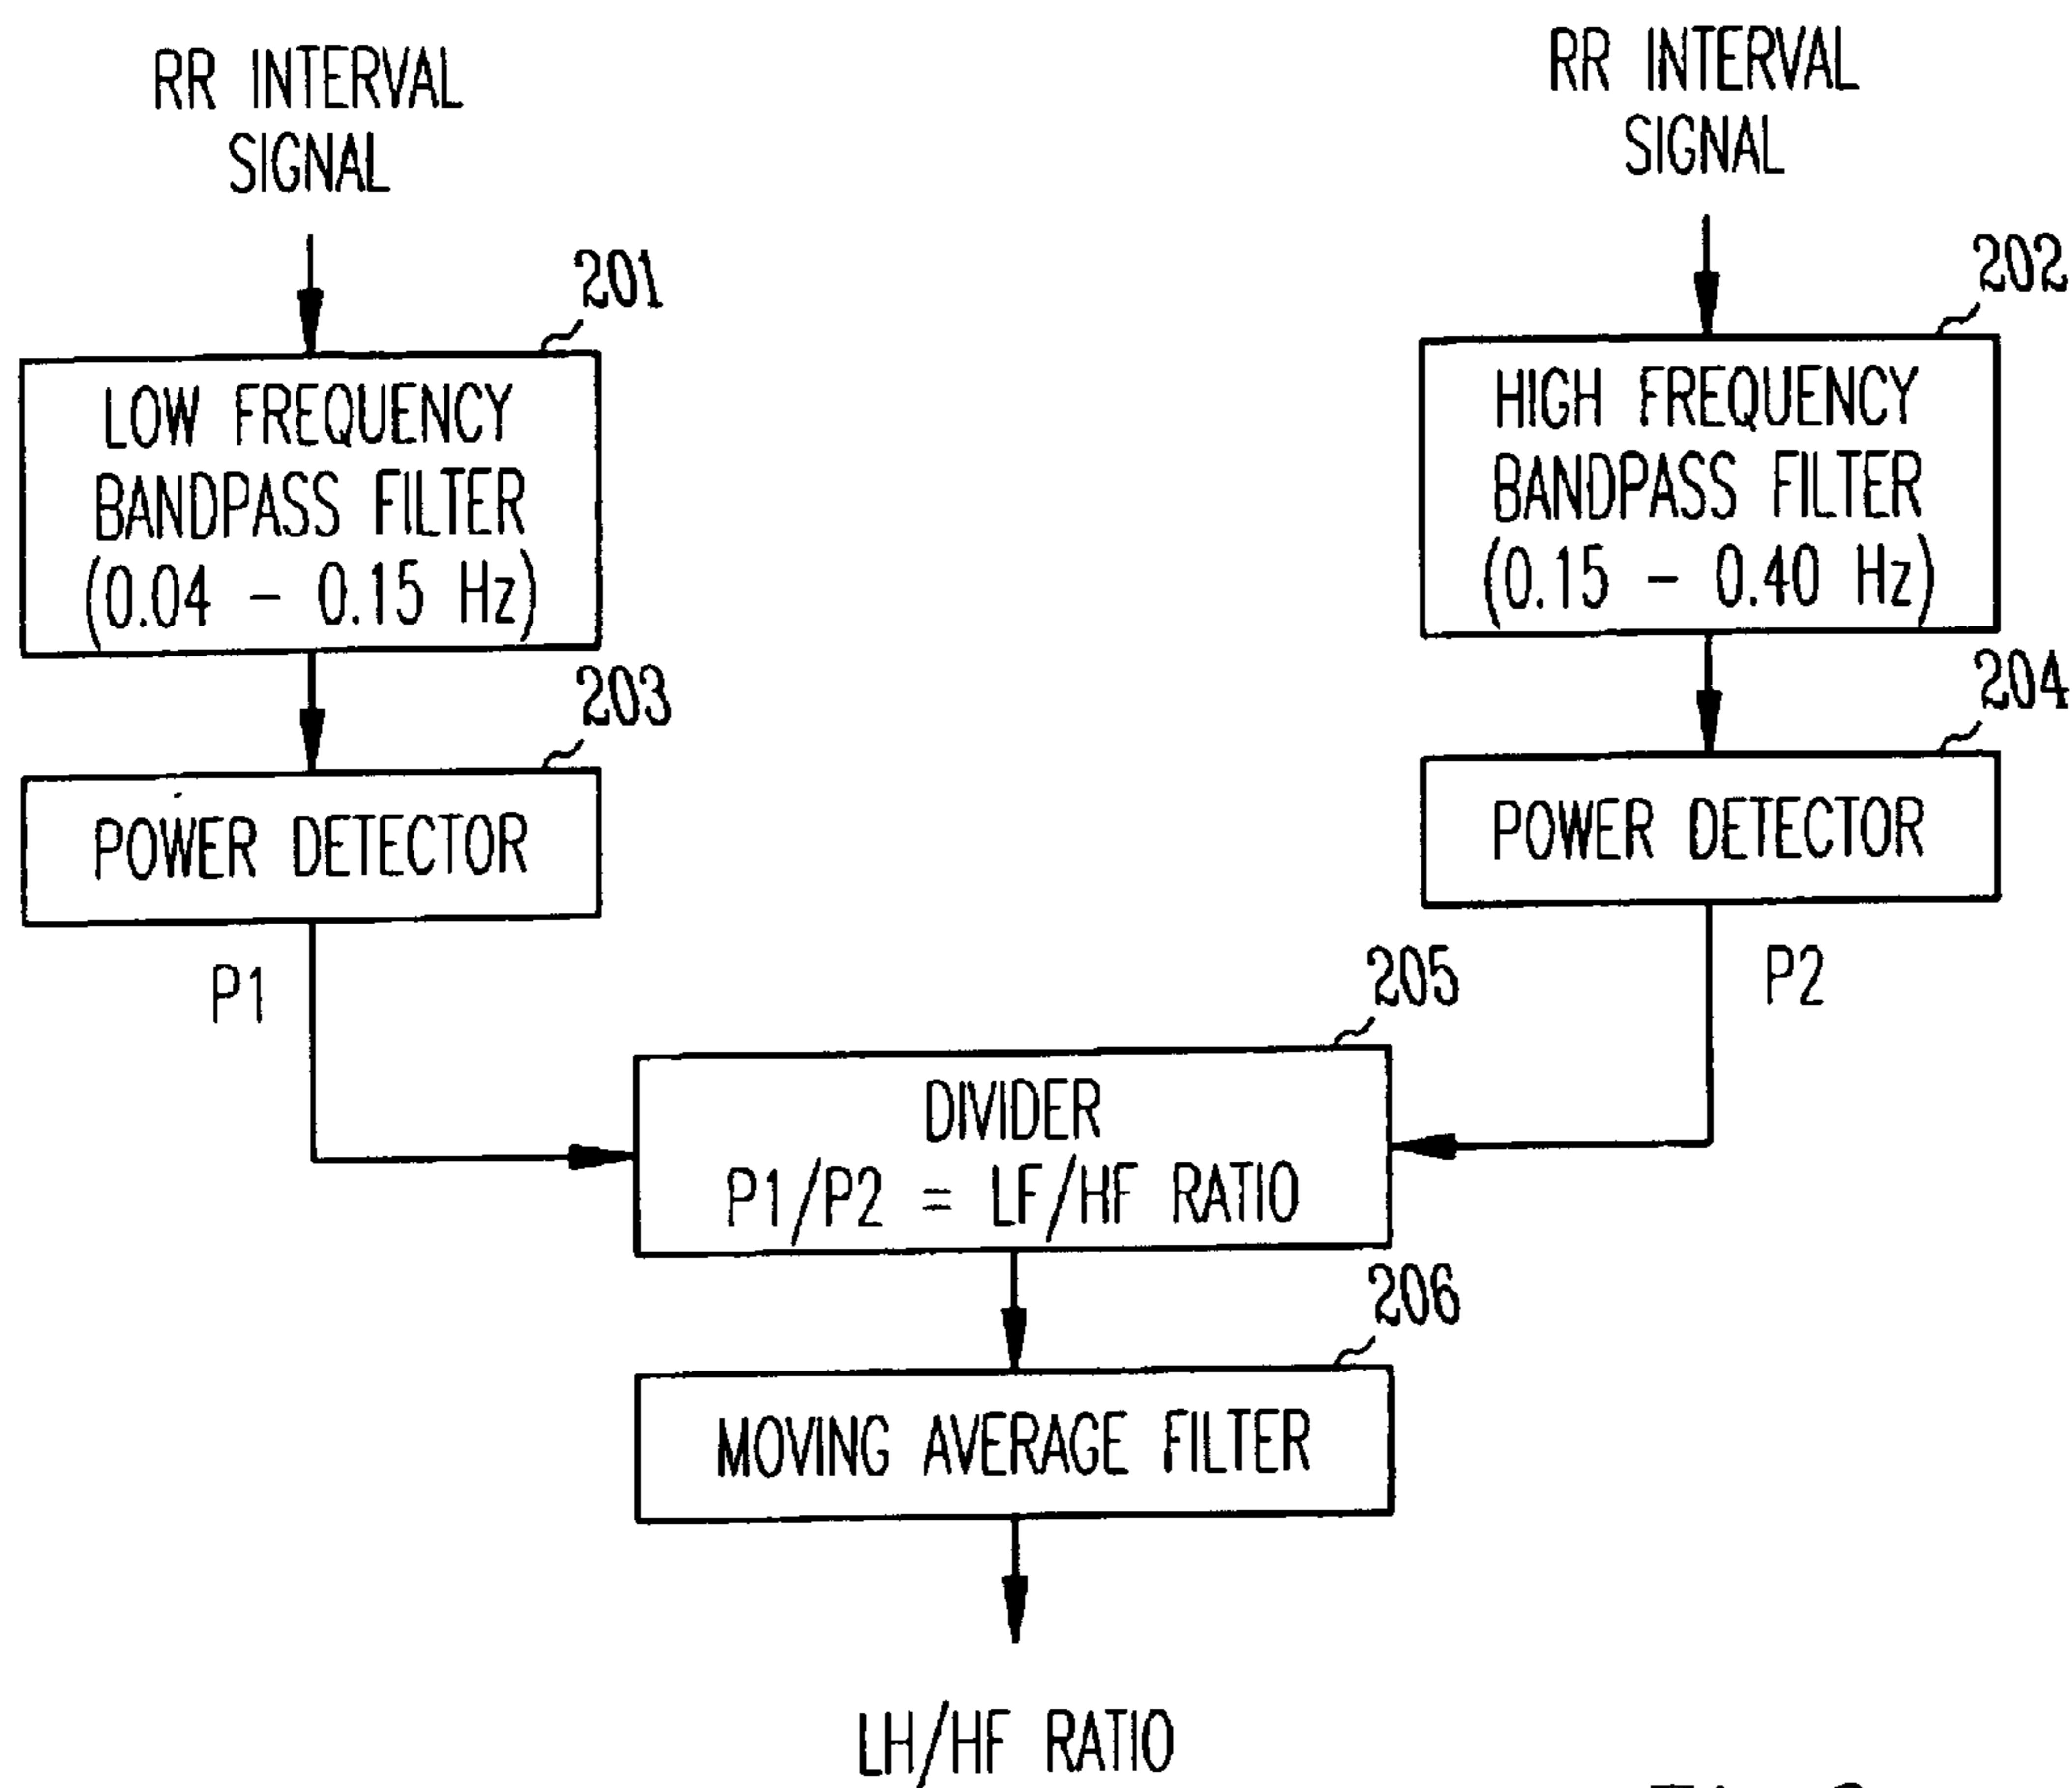 RR INTERVAL
SIGNAL
201
LOW FREQUENCY
BANDPASS FILTER
(0.04 - 0.15 Hz)
203
POWER DETECTOR
P1
RR INTERVAL
SIGNAL
202
HIGH FREQUENCY
BANDPASS FILTER
(0.15 - 0.40 Hz)
204
POWER DETECTOR
P2
205
DIVIDER
P1/P2 = LF/HF RATIO
206
MOVING AVERAGE FILTER
LH/HF RATIO